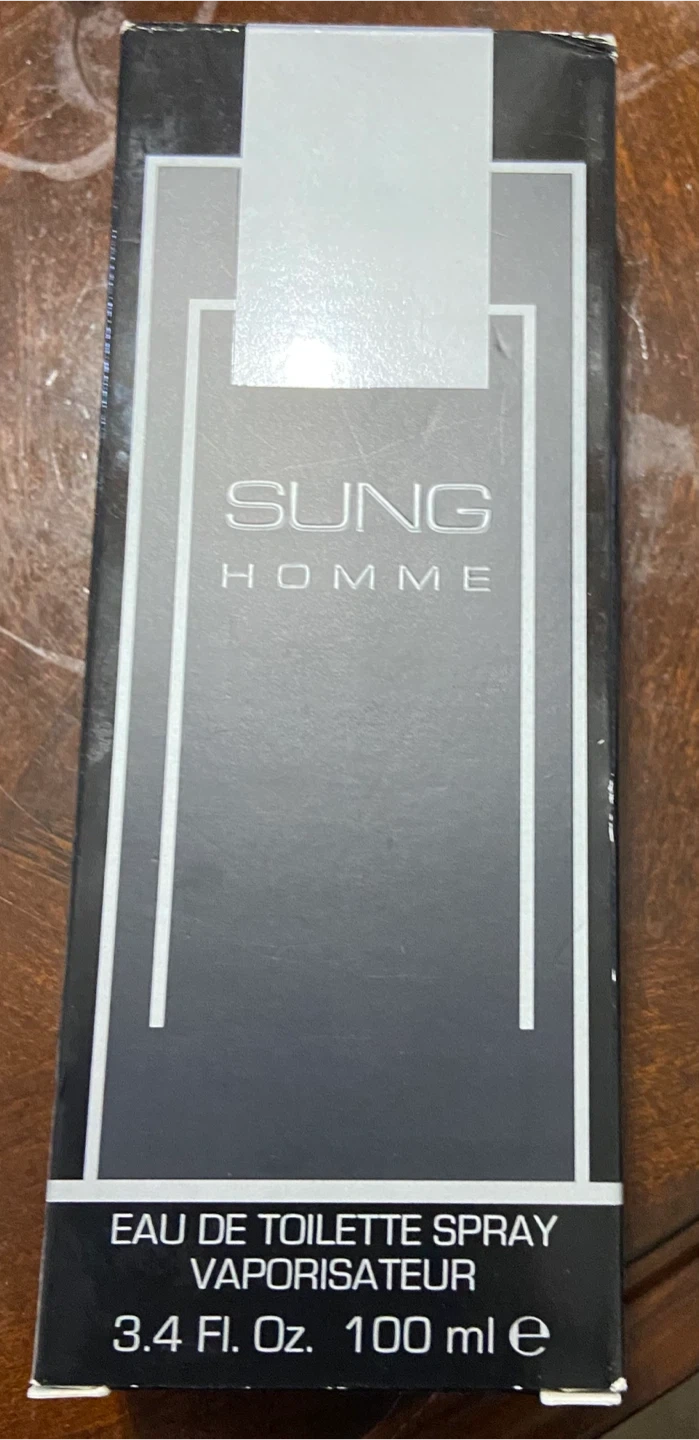 SUNG
HOMME
EAU DE TOILETTE SPRAY
VAPORISATEUR
3.4 Fl. Oz. 100 ml ℮